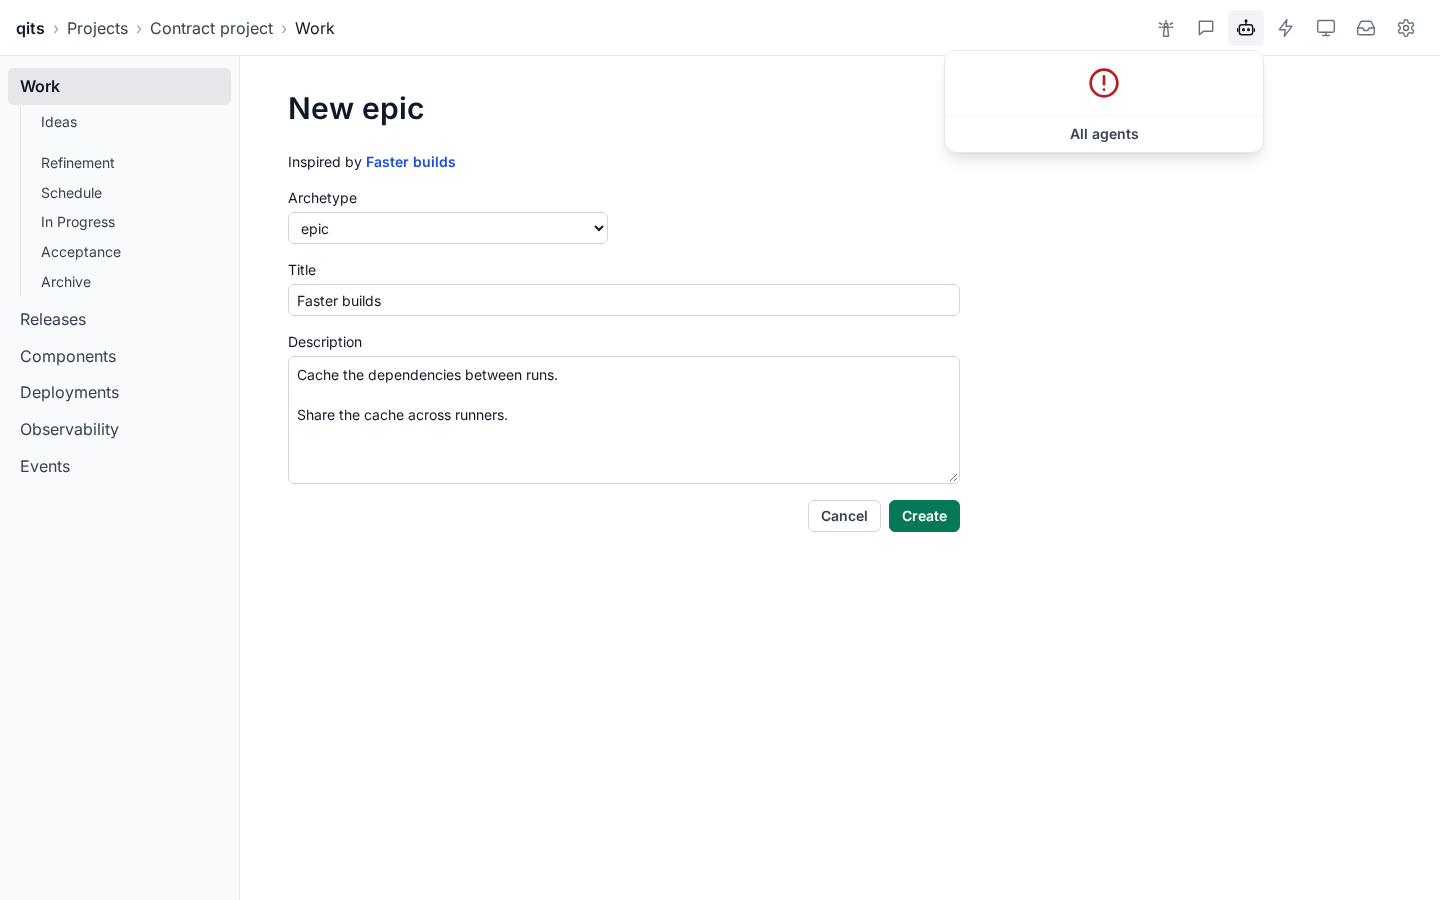 qits › Projects › Contract project › Work
All agents
Work
Ideas
Refinement
Schedule
In Progress
Acceptance
Archive
Releases
Components
Deployments
Observability
Events
New epic
Inspired by Faster builds
Archetype
epic
Title
Faster builds
Description
Cache the dependencies between runs.
Share the cache across runners.
Cancel
Create